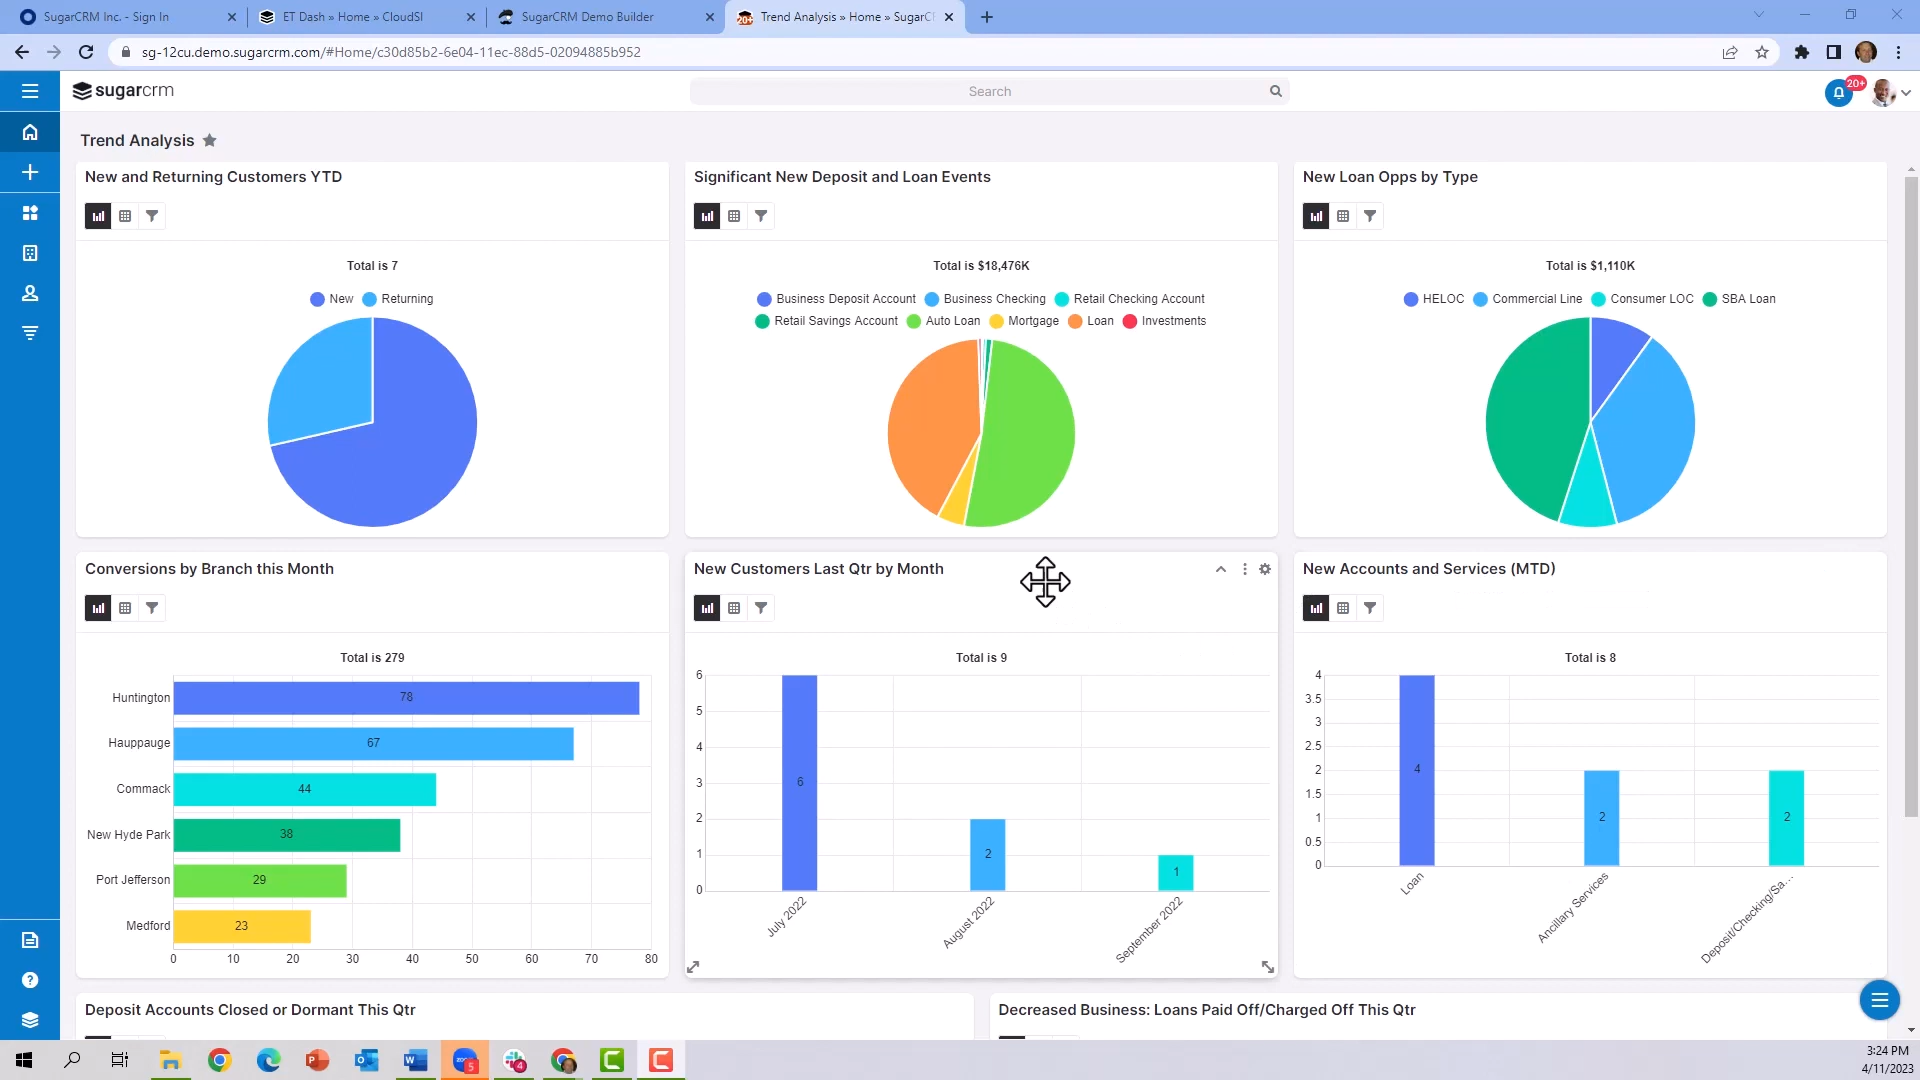 SugarCRM Inc. - Sign In
ET Dash » Home » CloudSI
SugarCRM Demo Builder
20+
Trend Analysis » Home » SugarC
sg-12cu.demo.sugarcrm.com/#Home/c30d85b2-6e04-11ec-88d5-02094885b952
sugarcrm
Search
20+
Trend Analysis
New and Returning Customers YTD
Total is 7
New
Returning
Significant New Deposit and Loan Events
Total is $18,476K
Business Deposit Account
Business Checking
Retail Checking Account
Retail Savings Account
Auto Loan
Mortgage
Loan
Investments
New Loan Opps by Type
Total is $1,110K
HELOC
Commercial Line
Consumer LOC
SBA Loan
Conversions by Branch this Month
Total is 279
Huntington
78
Hauppauge
67
Commack
44
New Hyde Park
38
Port Jefferson
29
Medford
23
0 10 20 30 40 50 60 70 80
New Customers Last Qtr by Month
Total is 9
6
5
4
3
2
1
0
6
2
1
July 2022
August 2022
September 2022
New Accounts and Services (MTD)
Total is 8
4
3.5
3
2.5
2
1.5
1
0.5
0
4
2
2
Loan
Ancillary Services
Deposit/Checking/Sa...
Deposit Accounts Closed or Dormant This Qtr
Decreased Business: Loans Paid Off/Charged Off This Qtr
5
4
3:24 PM
4/11/2023